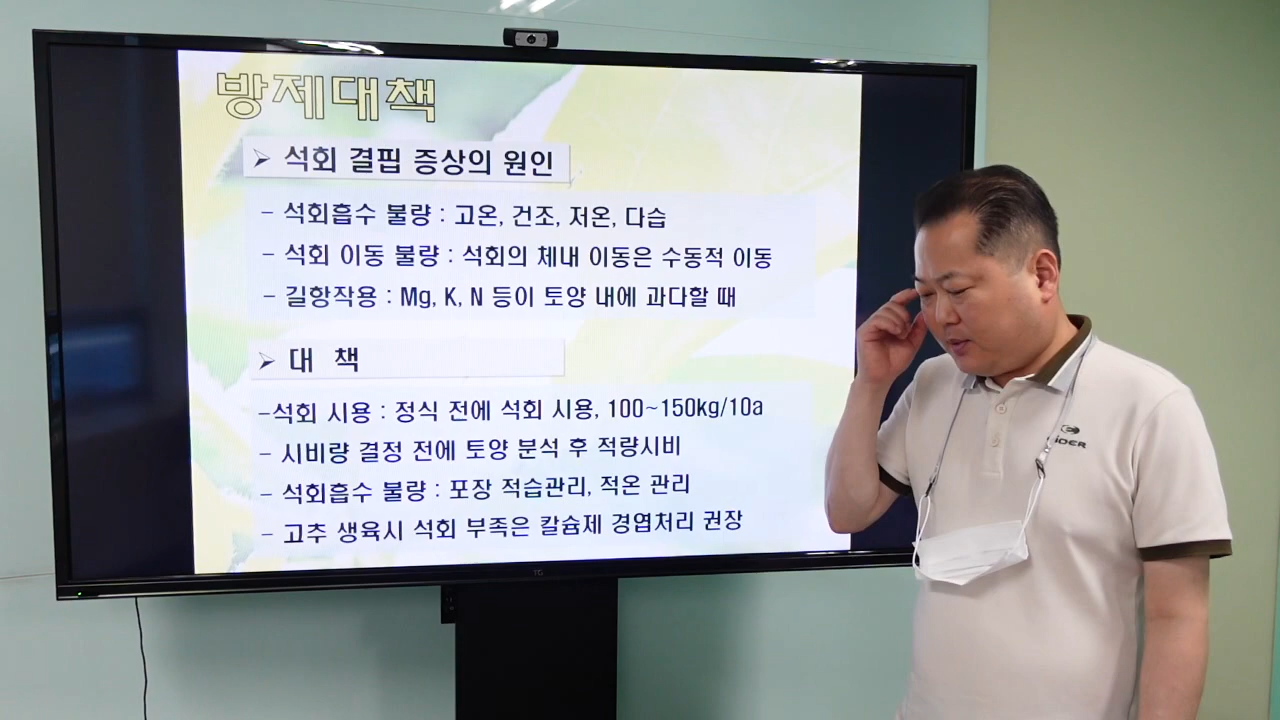 방제대책
➢ 석회 결핍 증상의 원인
- 석회흡수 불량 : 고온, 건조, 저온, 다습
- 석회 이동 불량 : 석회의 체내 이동은 수동적 이동
- 길항작용 : Mg, K, N 등이 토양 내에 과다할 때
➢ 대 책
-석회 시용 : 정식 전에 석회 시용, 100~150kg/10a
- 시비량 결정 전에 토양 분석 후 적량시비
- 석회흡수 불량 : 포장 적습관리, 적온 관리
- 고추 생육시 석회 부족은 칼슘제 경엽처리 권장
TG